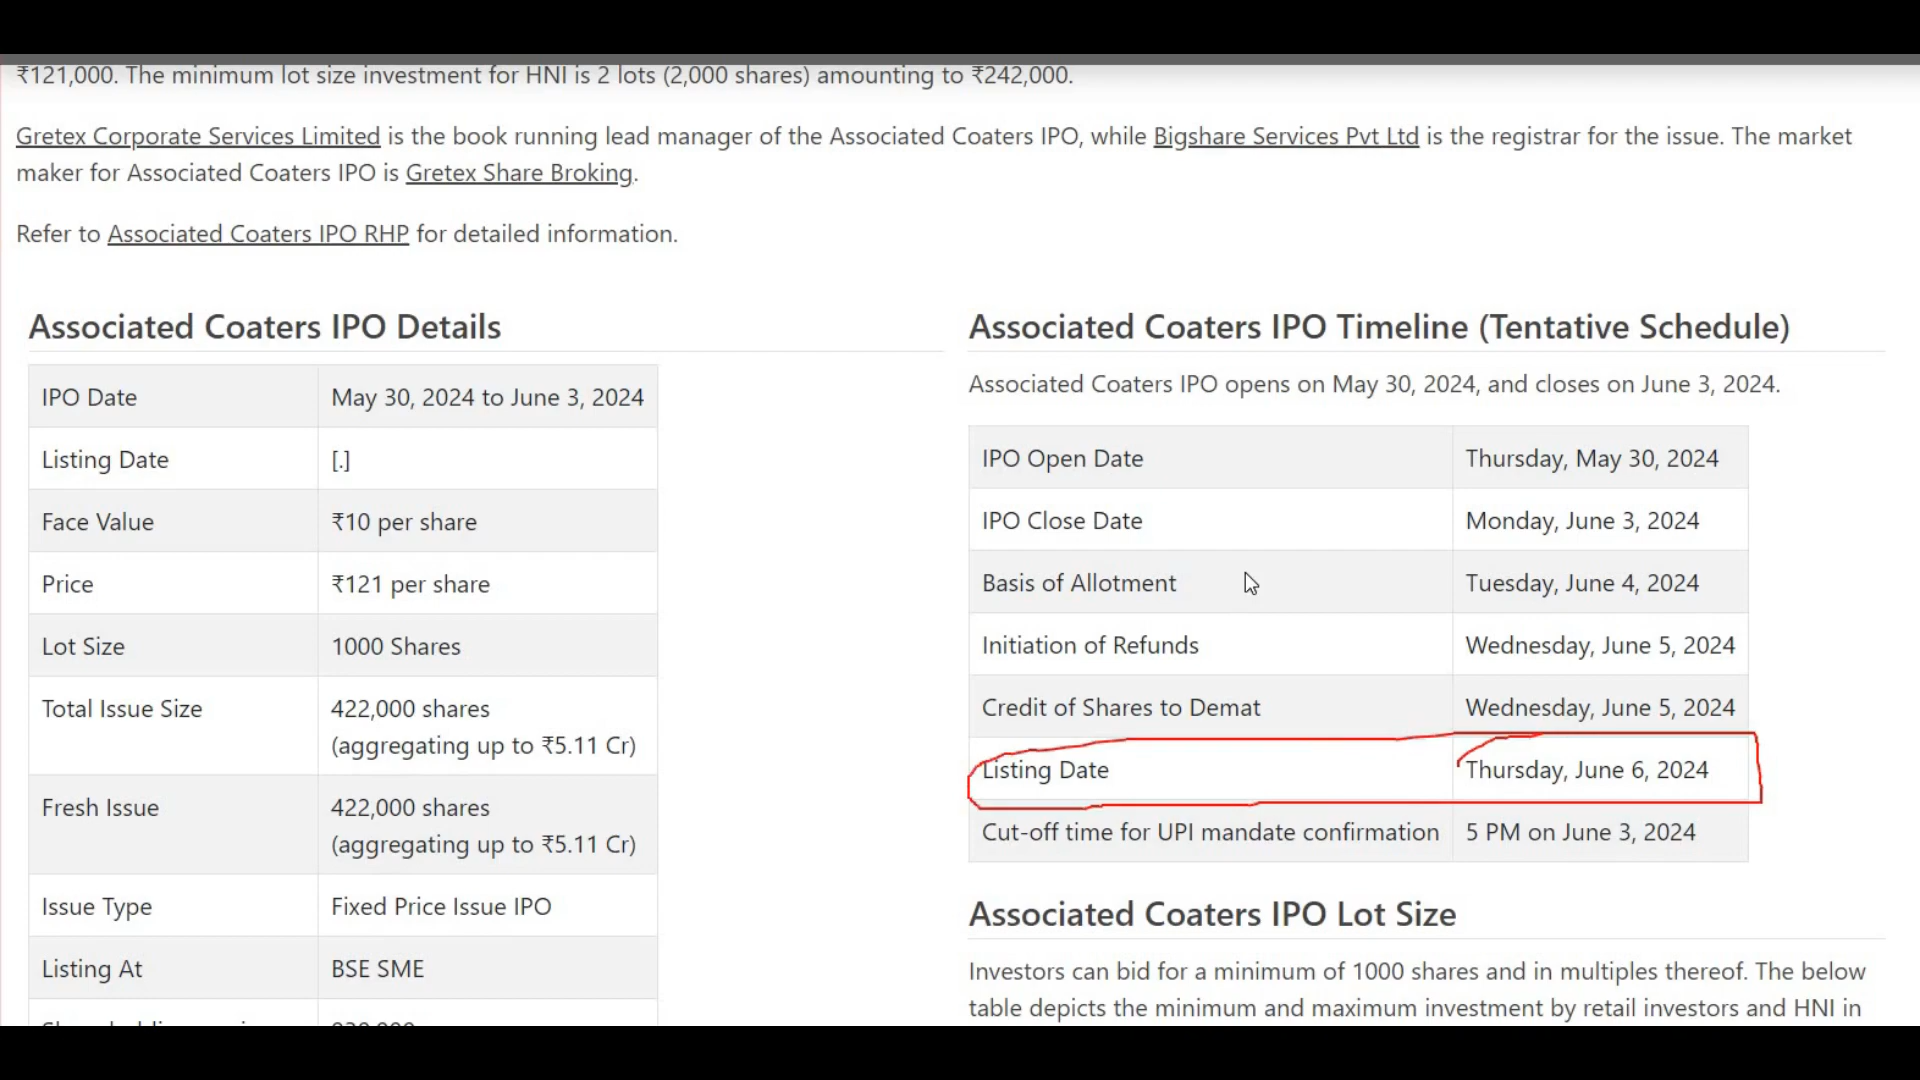 ₹121,000. The minimum lot size investment for HNI is 2 lots (2,000 shares) amounting to ₹242,000.
Gretex Corporate Services Limited is the book running lead manager of the Associated Coaters IPO, while Bigshare Services Pvt Ltd is the registrar for the issue. The market
maker for Associated Coaters IPO is Gretex Share Broking.
Refer to Associated Coaters IPO RHP for detailed information.
Associated Coaters IPO Details
IPO Date May 30, 2024 to June 3, 2024
Listing Date [.]
Face Value ₹10 per share
Price ₹121 per share
Lot Size 1000 Shares
Total Issue Size 422,000 shares
(aggregating up to ₹5.11 Cr)
Fresh Issue 422,000 shares
(aggregating up to ₹5.11 Cr)
Issue Type Fixed Price Issue IPO
Listing At BSE SME
Associated Coaters IPO Timeline (Tentative Schedule)
Associated Coaters IPO opens on May 30, 2024, and closes on June 3, 2024.
IPO Open Date Thursday, May 30, 2024
IPO Close Date Monday, June 3, 2024
Basis of Allotment Tuesday, June 4, 2024
Initiation of Refunds Wednesday, June 5, 2024
Credit of Shares to Demat Wednesday, June 5, 2024
Listing Date Thursday, June 6, 2024
Cut-off time for UPI mandate confirmation 5 PM on June 3, 2024
Associated Coaters IPO Lot Size
Investors can bid for a minimum of 1000 shares and in multiples thereof. The below
table depicts the minimum and maximum investment by retail investors and HNI in